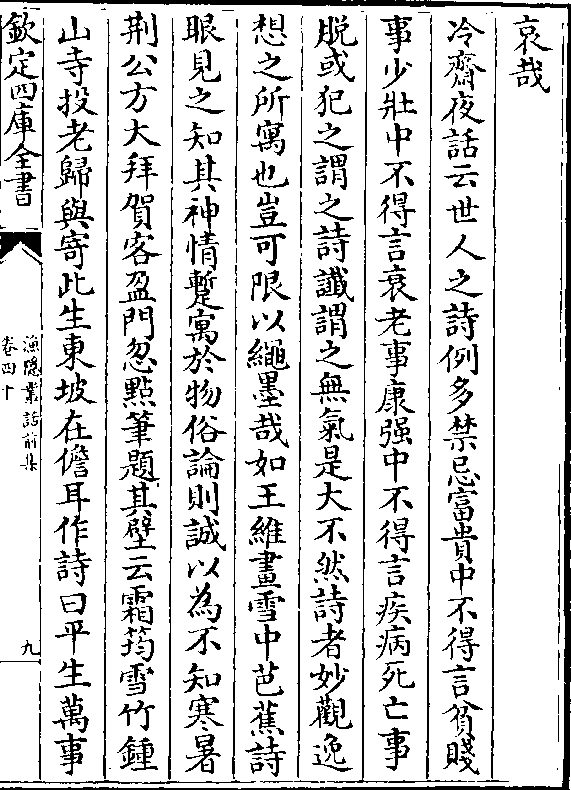 哀哉
冷齋夜話云世人之詩例多禁忌富貴中不得言貧賤
事少壯中不得言衰老事康强中不得言疾病死亡事
脱或犯之謂之詩讖謂之無氣是大不然詩者妙觀逸
想之所寓也豈可限以繩墨哉如王維畫雪中芭蕉詩
眼見之知其神情蹔寓於物俗論則誠以為不知寒暑
荆公方大拜賀客盈門忽點筆題其壁云霜筠雪竹鍾
山寺投老歸與寄此生東坡在儋耳作詩曰平生萬事
欽定四庫全書
漁隱叢話前集
卷四十
九